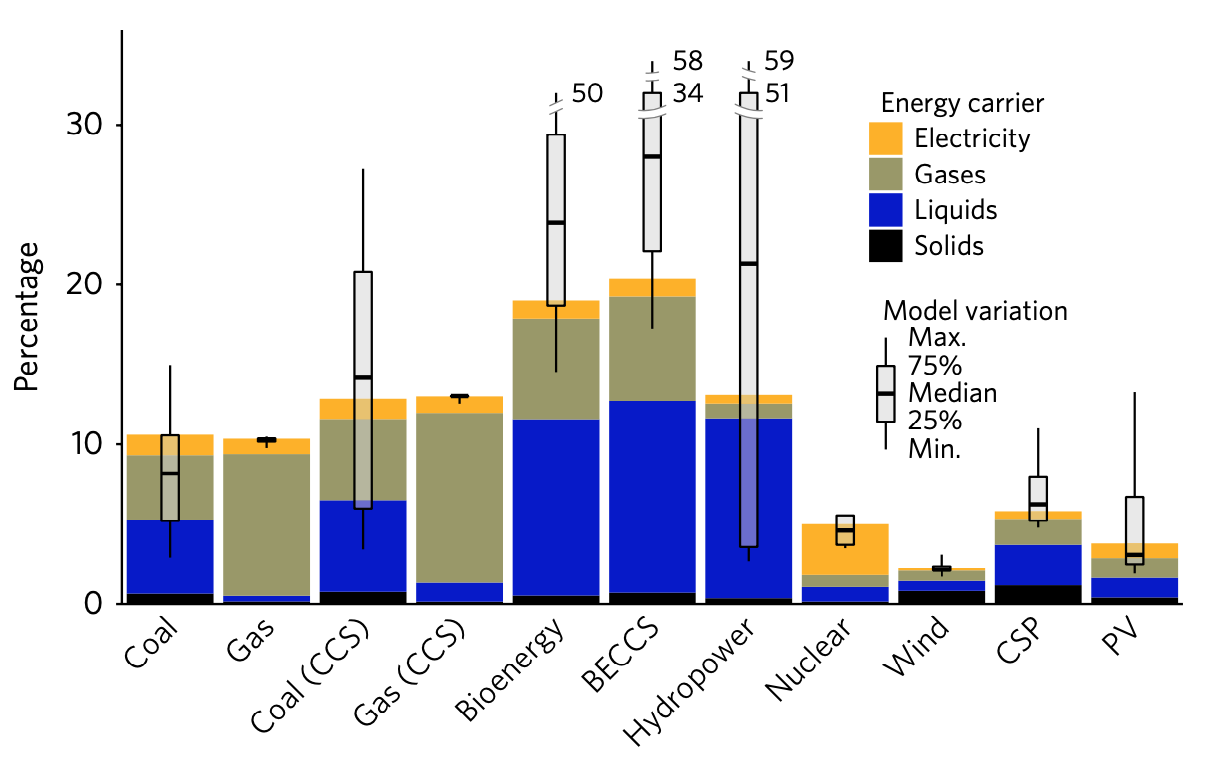 58
59
50
34
51
Energy carrier
30
Electricity
Gases
Liquids
Solids
Percentage
20
Model variation
Max.
75%
Median
25%
Min.
10
0
Coal
Gas
Coal (CCS)
Gas (CCS)
Bioenergy
BECCS
Hydropower
Nuclear
Wind
CSP
PV